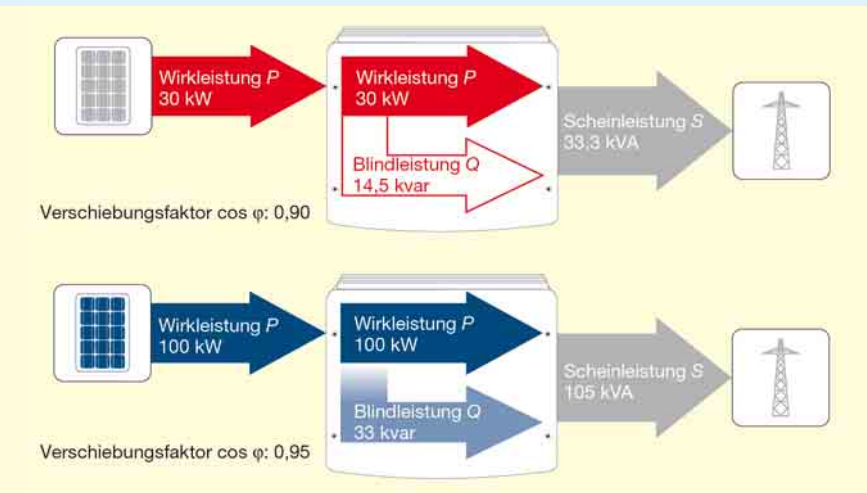 Wirkleistung P
30 kW
Wirkleistung P
30 kW
Scheinleistung S
33,3 kVA
Blindleistung Q
14,5 kvar
Verschiebungsfaktor cos φ: 0,90
Wirkleistung P
100 kW
Wirkleistung P
100 kW
Scheinleistung S
105 kVA
Blindleistung Q
33 kvar
Verschiebungsfaktor cos φ: 0,95